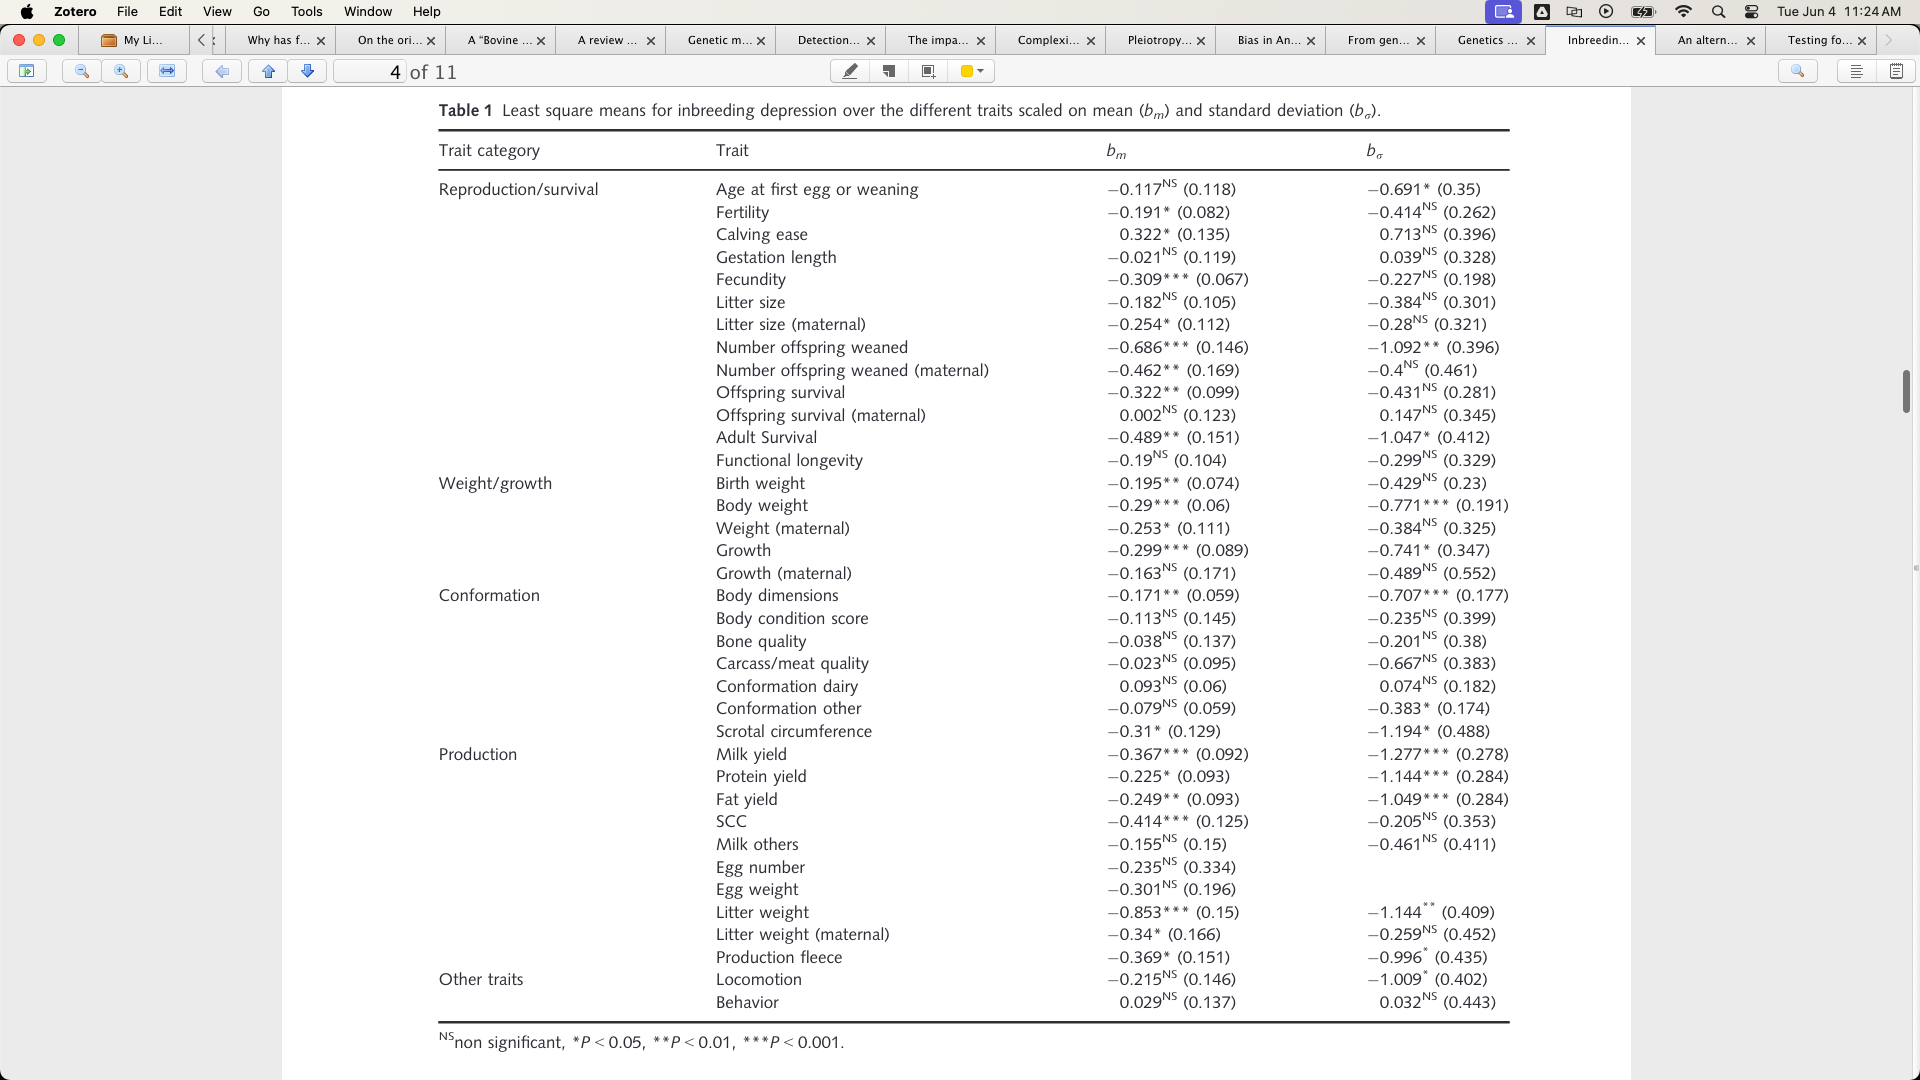 Zotero File Edit View Go Tools Window Help Tue Jun 4 11:24 AM
My Li... Why has f... On the ori... A "Bovine ... A review ... Genetic m... Detection... The impa... Complexi... Pleiotropy... Bias in An... From gen... Genetics ... Inbreedin... An altern... Testing fo...
4 of 11
Table 1 Least square means for inbreeding depression over the different traits scaled on mean (bm) and standard deviation (bσ).
Trait category Trait bm bσ
Reproduction/survival Age at first egg or weaning −0.117NS (0.118) −0.691* (0.35)
Fertility −0.191* (0.082) −0.414NS (0.262)
Calving ease 0.322* (0.135) 0.713NS (0.396)
Gestation length −0.021NS (0.119) 0.039NS (0.328)
Fecundity −0.309*** (0.067) −0.227NS (0.198)
Litter size −0.182NS (0.105) −0.384NS (0.301)
Litter size (maternal) −0.254* (0.112) −0.28NS (0.321)
Number offspring weaned −0.686*** (0.146) −1.092** (0.396)
Number offspring weaned (maternal) −0.462** (0.169) −0.4NS (0.461)
Offspring survival −0.322** (0.099) −0.431NS (0.281)
Offspring survival (maternal) 0.002NS (0.123) 0.147NS (0.345)
Adult Survival −0.489** (0.151) −1.047* (0.412)
Functional longevity −0.19NS (0.104) −0.299NS (0.329)
Weight/growth Birth weight −0.195** (0.074) −0.429NS (0.23)
Body weight −0.29*** (0.06) −0.771*** (0.191)
Weight (maternal) −0.253* (0.111) −0.384NS (0.325)
Growth −0.299*** (0.089) −0.741* (0.347)
Growth (maternal) −0.163NS (0.171) −0.489NS (0.552)
Conformation Body dimensions −0.171** (0.059) −0.707*** (0.177)
Body condition score −0.113NS (0.145) −0.235NS (0.399)
Bone quality −0.038NS (0.137) −0.201NS (0.38)
Carcass/meat quality −0.023NS (0.095) −0.667NS (0.383)
Conformation dairy 0.093NS (0.06) 0.074NS (0.182)
Conformation other −0.079NS (0.059) −0.383* (0.174)
Scrotal circumference −0.31* (0.129) −1.194* (0.488)
Production Milk yield −0.367*** (0.092) −1.277*** (0.278)
Protein yield −0.225* (0.093) −1.144*** (0.284)
Fat yield −0.249** (0.093) −1.049*** (0.284)
SCC −0.414*** (0.125) −0.205NS (0.353)
Milk others −0.155NS (0.15) −0.461NS (0.411)
Egg number −0.235NS (0.334)
Egg weight −0.301NS (0.196)
Litter weight −0.853*** (0.15) −1.144** (0.409)
Litter weight (maternal) −0.34* (0.166) −0.259NS (0.452)
Production fleece −0.369* (0.151) −0.996* (0.435)
Other traits Locomotion −0.215NS (0.146) −1.009* (0.402)
Behavior 0.029NS (0.137) 0.032NS (0.443)
NSnon significant, *P<0.05, **P<0.01, ***P<0.001.